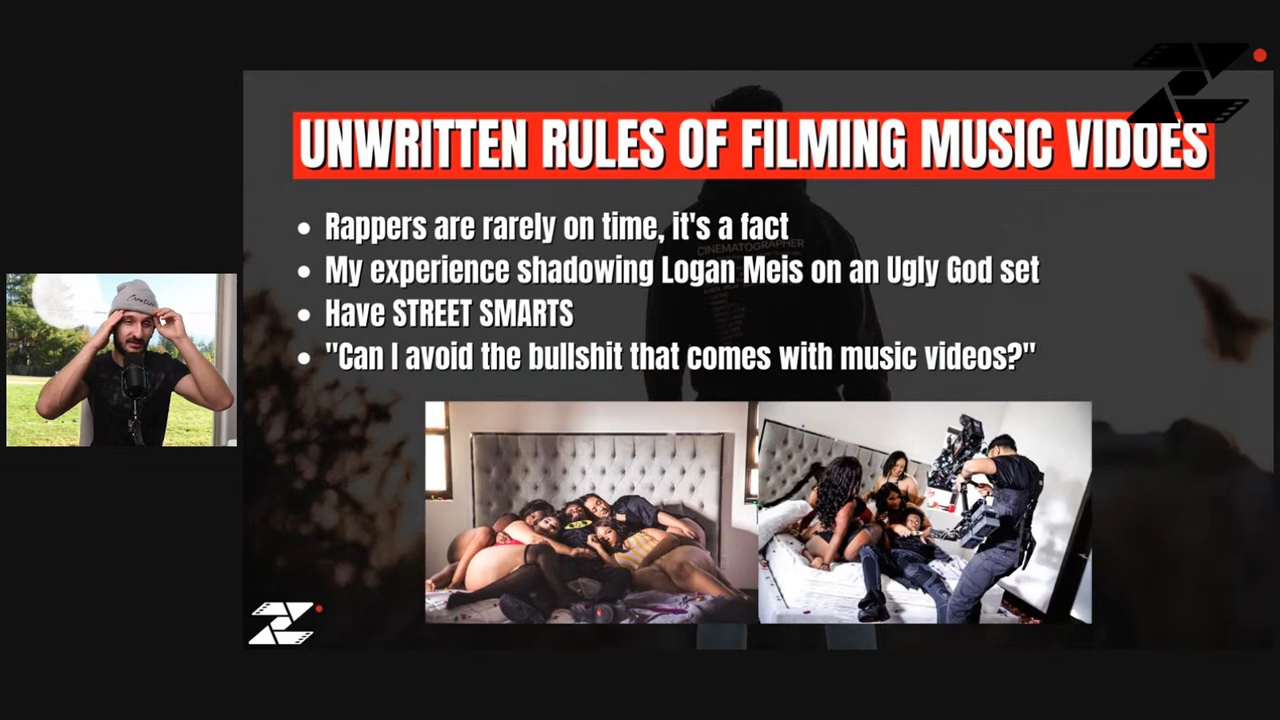 UNWRITTEN RULES OF FILMING MUSIC VIDOES
CINEMATOGRAPHER
• Rappers are rarely on time, it's a fact
• My experience shadowing Logan Meis on an Ugly God set
• Have STREET SMARTS
• "Can I avoid the bullshit that comes with music videos?"